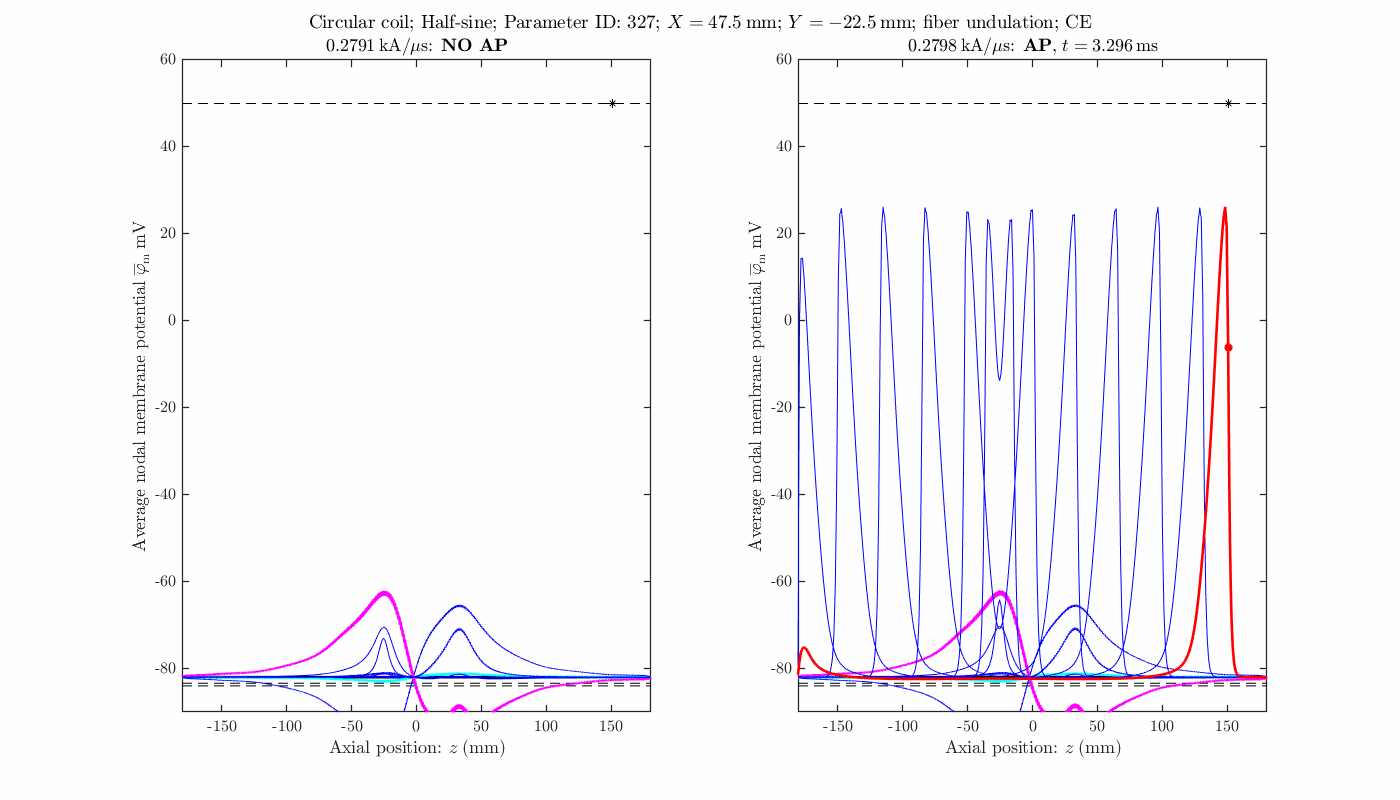 Circular coil; Half-sine; Parameter ID: 327; X = 47.5 mm; Y = −22.5 mm; fiber undulation; CE
0.2791 kA/μs: NO AP
60
40
20
0
-20
-40
-60
-80
-150 -100 -50 0 50 100 150
Axial position: z (mm)
Average nodal membrane potential φ̅m mV
0.2798 kA/μs: AP, t = 3.296 ms
60
40
20
0
-20
-40
-60
-80
-150 -100 -50 0 50 100 150
Axial position: z (mm)
Average nodal membrane potential φ̅m mV